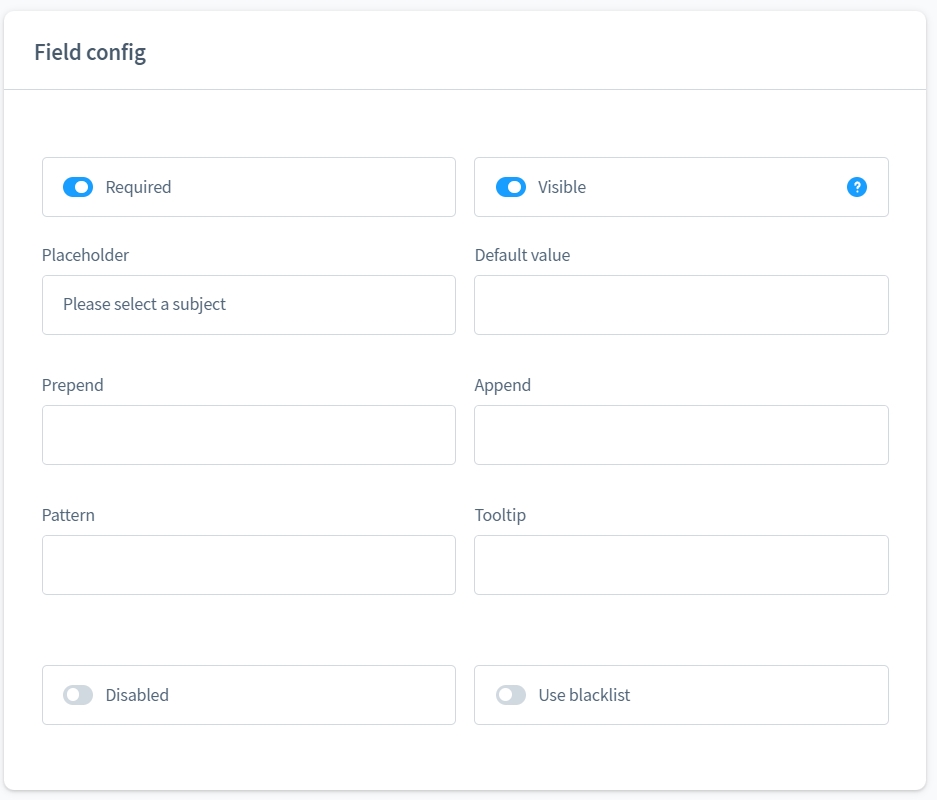 Field config
Required
Visible
?
Placeholder
Default value
Please select a subject
Prepend
Append
Pattern
Tooltip
Disabled
Use blacklist